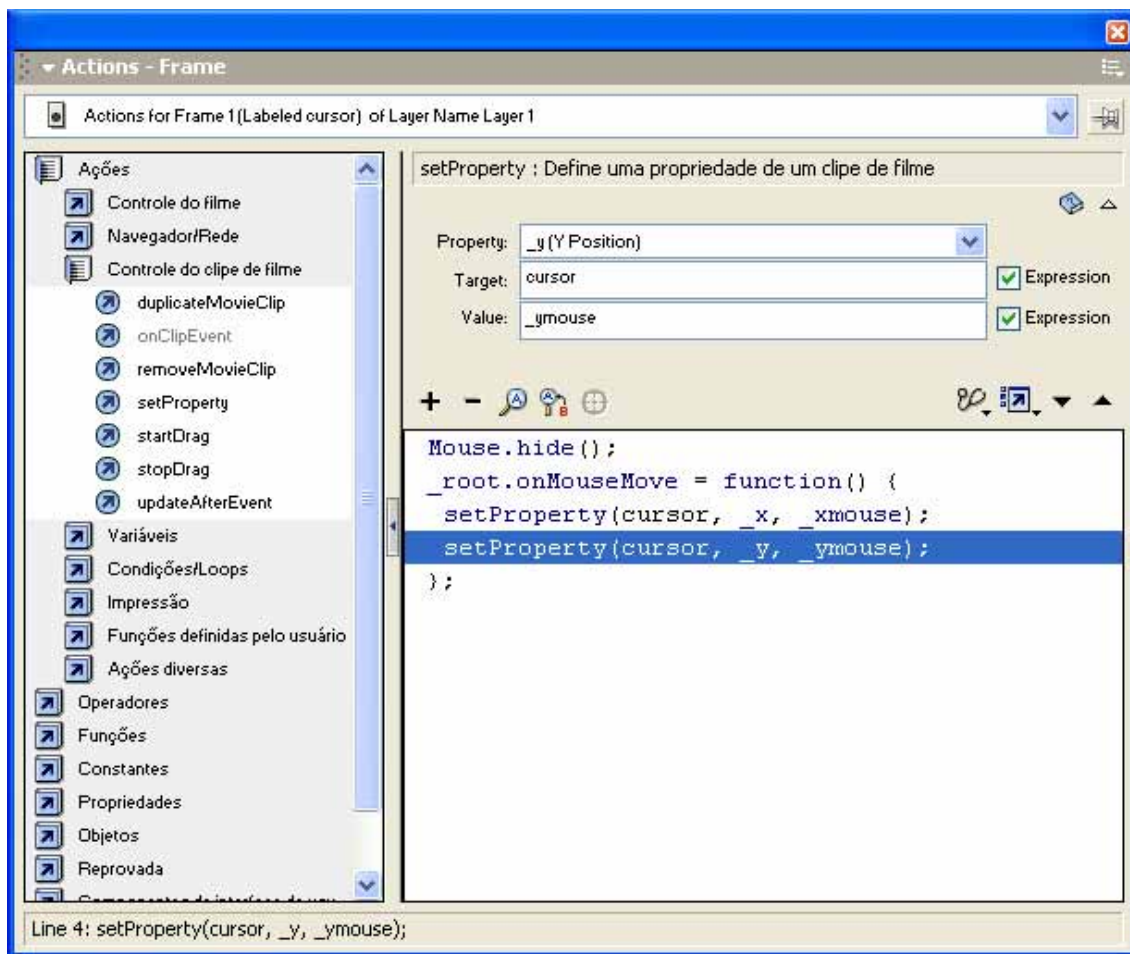 Actions - Frame
Actions for Frame 1(Labeled cursor) of Layer Name Layer 1
Ações
Controle do filme
Navegador/Rede
Controle do clipe de filme
duplicateMovieClip
onClipEvent
removeMovieClip
setProperty
startDrag
stopDrag
updateAfterEvent
Variáveis
Condições/Loops
Impressão
Funções definidas pelo usuário
Ações diversas
Operadores
Funções
Constantes
Propriedades
Objetos
Reprovada
setProperty : Define uma propriedade de um clipe de filme
Property: _y (Y Position)
Target: cursor Expression
Value: _ymouse Expression
Mouse.hide();
_root.onMouseMove = function() {
setProperty(cursor, _x, _xmouse);
setProperty(cursor, _y, _ymouse);
};
Line 4: setProperty(cursor, _y, _ymouse);